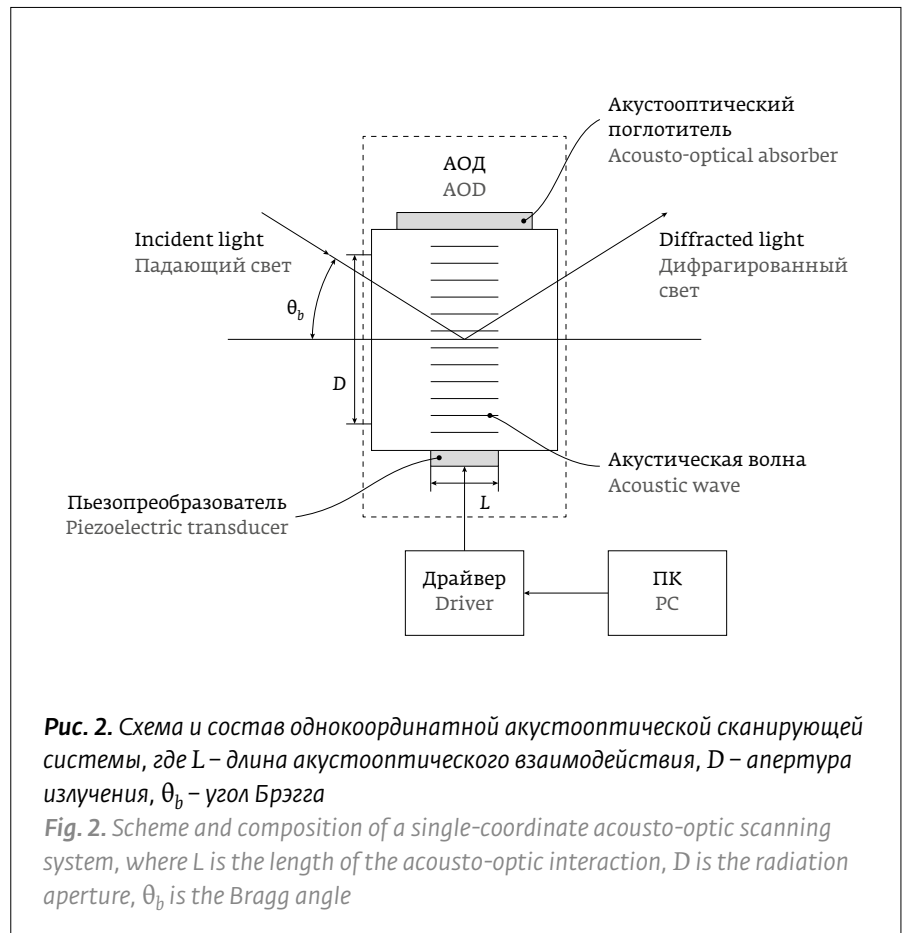 Акустооптический
поглотитель
Acousto-optical absorber
АОД
AOD
Incident light
Падающий свет
Diffracted light
Дифрагированный
свет
θb
D
Акустическая волна
Acoustic wave
L
Пьезопреобразователь
Piezoelectric transducer
Драйвер
Driver
ПК
PC
Рис. 2. Схема и состав однокоординатной акустооптической сканирующей
системы, где L – длина акустооптического взаимодействия, D – апертура
излучения, θb – угол Брэгга
Fig. 2. Scheme and composition of a single-coordinate acousto-optic scanning
system, where L is the length of the acousto-optic interaction, D is the radiation
aperture, θb is the Bragg angle